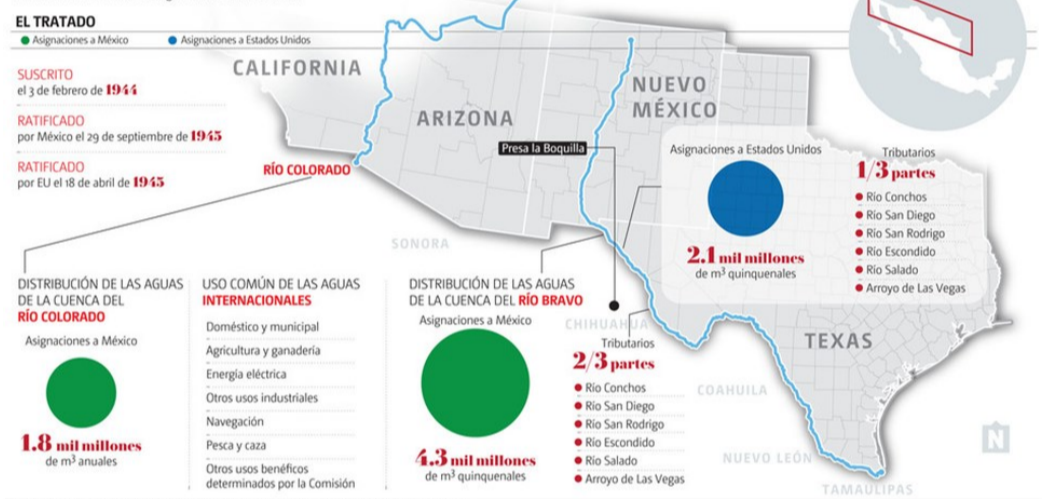 EL TRATADO
Asignaciones a México
Asignaciones a Estados Unidos
SUSCRITO
el 3 de febrero de 1944
RATIFICADO
por México el 29 de septiembre de 1945
RATIFICADO
por EU el 18 de abril de 1945
CALIFORNIA
ARIZONA
NUEVO
MÉXICO
Presa la Boquilla
RÍO COLORADO
SONORA
Asignaciones a Estados Unidos
2.1 mil millones
de m³ quinquenales
Tributarios
1/3 partes
Río Conchos
Río San Diego
Río San Rodrigo
Río Escondido
Río Salado
Arroyo de Las Vegas
DISTRIBUCIÓN DE LAS AGUAS
DE LA CUENCA DEL
RÍO COLORADO
Asignaciones a México
1.8 mil millones
de m³ anuales
USO COMÚN DE LAS AGUAS
INTERNACIONALES
Doméstico y municipal
Agricultura y ganadería
Energía eléctrica
Otros usos industriales
Navegación
Pesca y caza
Otros usos benéficos
determinados por la Comisión
DISTRIBUCIÓN DE LAS AGUAS
DE LA CUENCA DEL RÍO BRAVO
Asignaciones a México
4.3 mil millones
de m³ quinquenales
CHIHUAHUA
Tributarios
2/3 partes
Río Conchos
Río San Diego
Río San Rodrigo
Río Escondido
Río Salado
Arroyo de Las Vegas
TEXAS
COAHUILA
NUEVO LEÓN
TAMAULIPAS
N